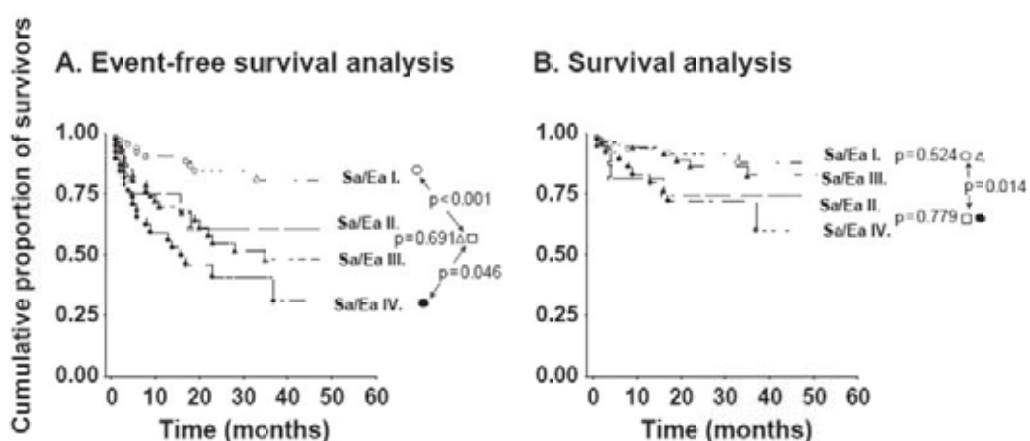 Cumulative proportion of survivors
A. Event-free survival analysis
1.00
0.75
0.50
0.25
0.00
0 10 20 30 40 50 60
Time (months)
Sa/Ea I.
p<0.001
Sa/Ea II.
p=0.691
Sa/Ea III.
p=0.046
Sa/Ea IV.
B. Survival analysis
1.00
0.75
0.50
0.25
0.00
0 10 20 30 40 50 60
Time (months)
Sa/Ea I. p=0.524
Sa/Ea III.
p=0.014
Sa/Ea II. p=0.779
Sa/Ea IV.